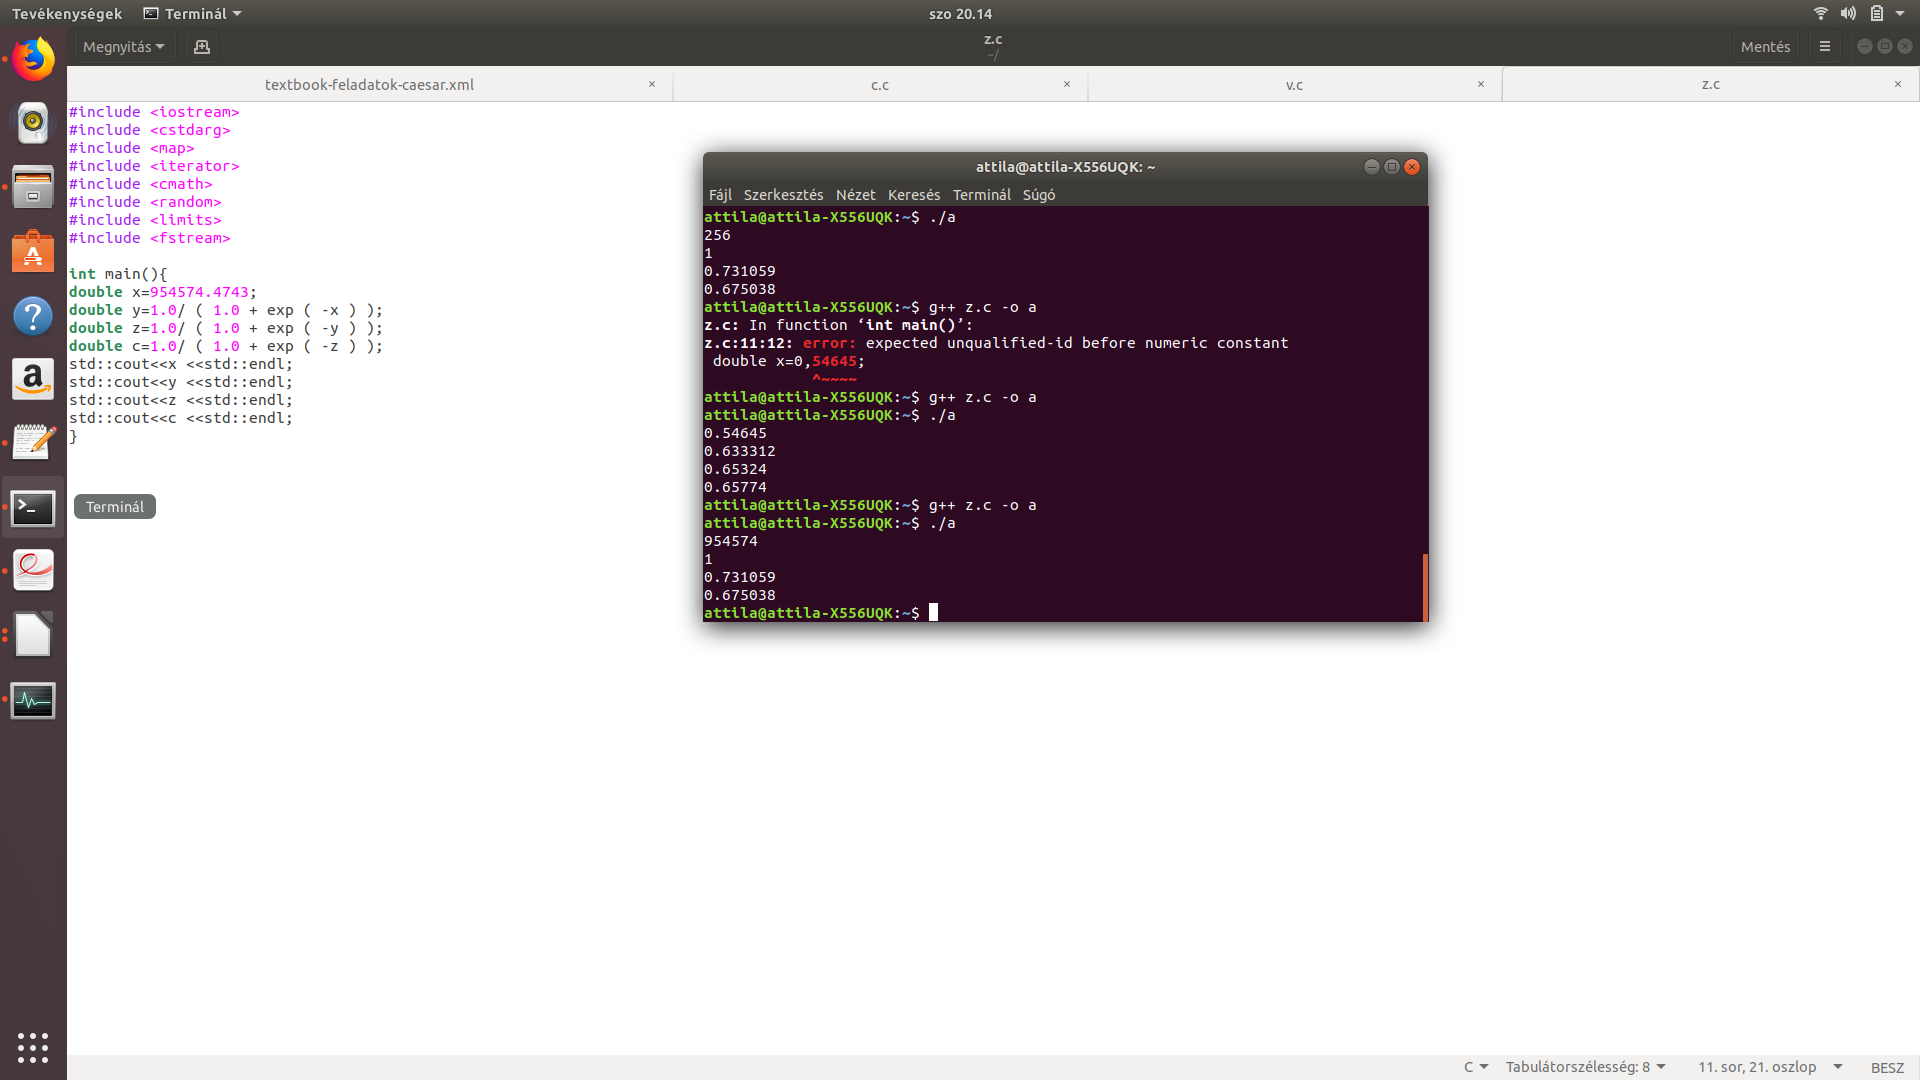 Tevékenységek Terminál szo 20.14
Megnyitás z.c Mentés
~/
textbook-feladatok-caesar.xml × c.c × v.c × z.c ×
#include <iostream>
#include <cstdarg>
#include <map>
#include <iterator>
#include <cmath>
#include <random>
#include <limits>
#include <fstream>
int main(){
double x=954574.4743;
double y=1.0/ ( 1.0 + exp ( -x ) );
double z=1.0/ ( 1.0 + exp ( -y ) );
double c=1.0/ ( 1.0 + exp ( -z ) );
std::cout<<x <<std::endl;
std::cout<<y <<std::endl;
std::cout<<z <<std::endl;
std::cout<<c <<std::endl;
}
Terminál
attila@attila-X556UQK: ~
Fájl Szerkesztés Nézet Keresés Terminál Súgó
attila@attila-X556UQK:~$ ./a
256
1
0.731059
0.675038
attila@attila-X556UQK:~$ g++ z.c -o a
z.c: In function ‘int main()’:
z.c:11:12: error: expected unqualified-id before numeric constant
double x=0,54645;
^~~~~
attila@attila-X556UQK:~$ g++ z.c -o a
attila@attila-X556UQK:~$ ./a
0.54645
0.633312
0.65324
0.65774
attila@attila-X556UQK:~$ g++ z.c -o a
attila@attila-X556UQK:~$ ./a
954574
1
0.731059
0.675038
attila@attila-X556UQK:~$
C Tabulátorszélesség: 8 11. sor, 21. oszlop BESZ